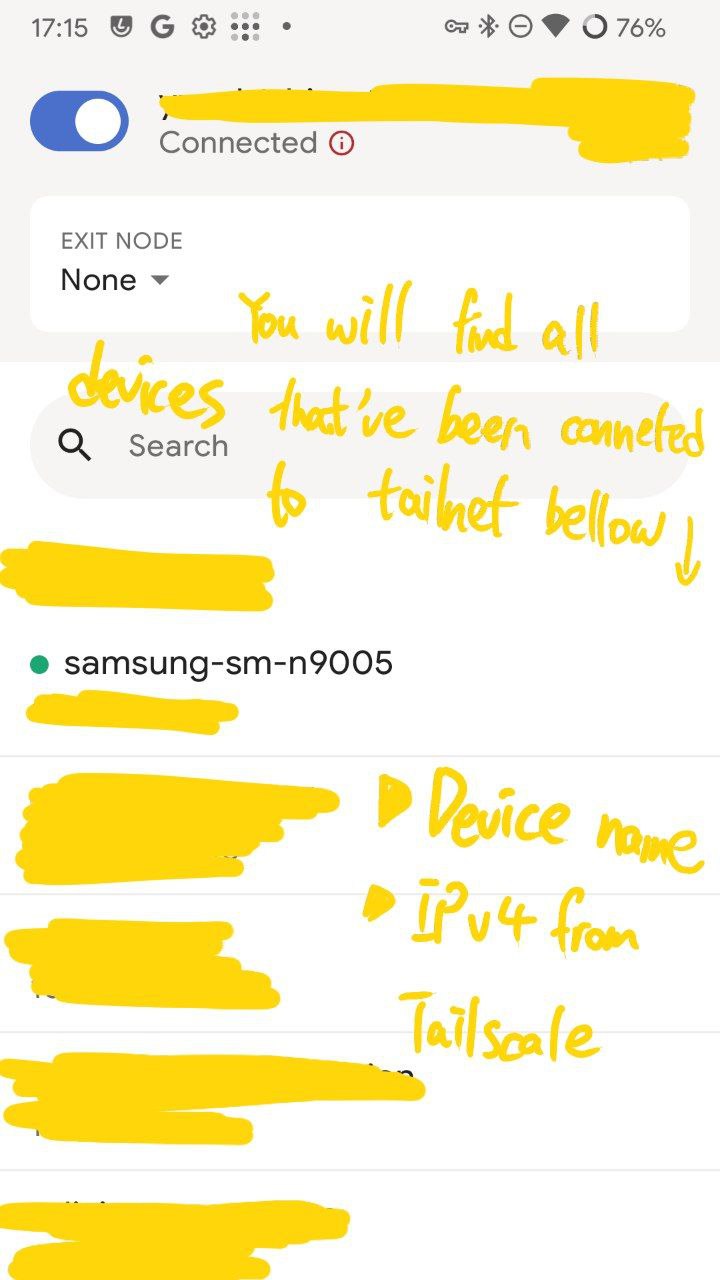 17:15 76%
Connected
EXIT NODE
None
You will find all
devices that've been conneted
Search
to tailnet bellow
samsung-sm-n9005
Device name
IPv4 from
Tailscale